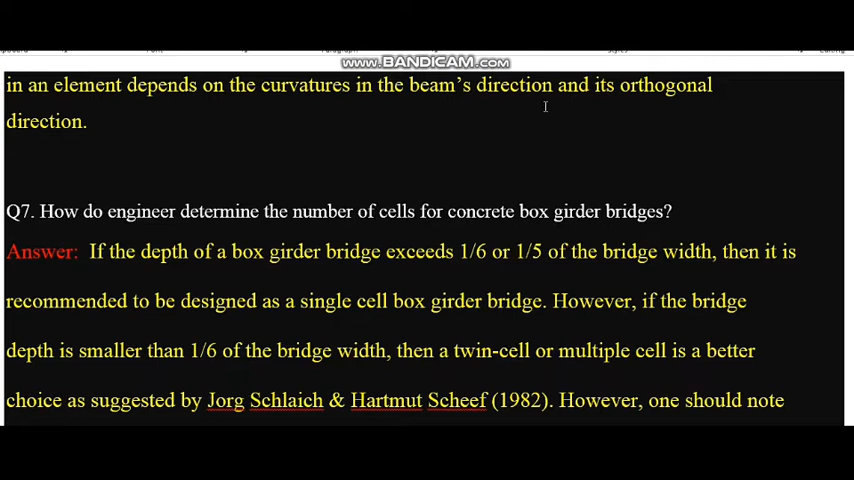 www.BANDICAM.com
in an element depends on the curvatures in the beam’s direction and its orthogonal
direction.
Q7. How do engineer determine the number of cells for concrete box girder bridges?
Answer: If the depth of a box girder bridge exceeds 1/6 or 1/5 of the bridge width, then it is
recommended to be designed as a single cell box girder bridge. However, if the bridge
depth is smaller than 1/6 of the bridge width, then a twin-cell or multiple cell is a better
choice as suggested by Jorg Schlaich & Hartmut Scheef (1982). However, one should note